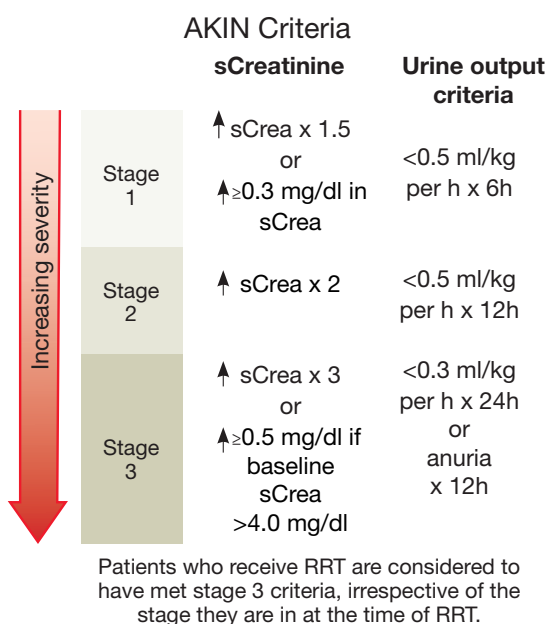 AKIN Criteria
sCreatinine
Urine output
criteria
Increasing severity
Stage
1
↑ sCrea x 1.5
or
↑≥0.3 mg/dl in
sCrea
<0.5 ml/kg
per h x 6h
Stage
2
↑ sCrea x 2
<0.5 ml/kg
per h x 12h
Stage
3
↑ sCrea x 3
or
↑≥0.5 mg/dl if
baseline
sCrea
>4.0 mg/dl
<0.3 ml/kg
per h x 24h
or
anuria
x 12h
Patients who receive RRT are considered to
have met stage 3 criteria, irrespective of the
stage they are in at the time of RRT.